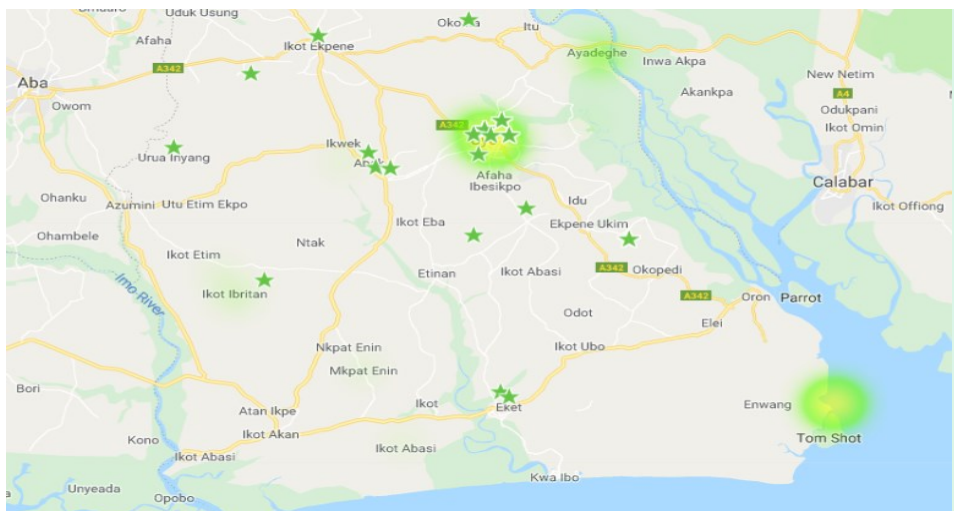 Uduk Usung
Itu
Afaha
Ikot Ekpene
Ayadeghe
Inwa Akpa
A342
Aba
New Netim
Akankpa
A4
Owom
Odukpani
A342
Ikot Omin
Ikwek
Urua Inyang
Afaha
Ibesikpo
Calabar
Ohanku
Azumini
Utu Etim Ekpo
Idu
Ikot Offiong
Ikot Eba
Ekpene Ukim
Ohambele
Ntak
Ikot Etim
Etinan
Ikot Abasi
A342
Okopedi
Imo River
Ikot Ibritan
A342
Oron
Parrot
Odot
Elei
Nkpat Enin
Ikot Ubo
Mkpat Enin
Bori
Atan Ikpe
Ikot
Eket
Enwang
Ikot Akan
Kono
Tom Shot
Ikot Abasi
Ikot Abasi
Kwa Ibo
Unyeada
Opobo